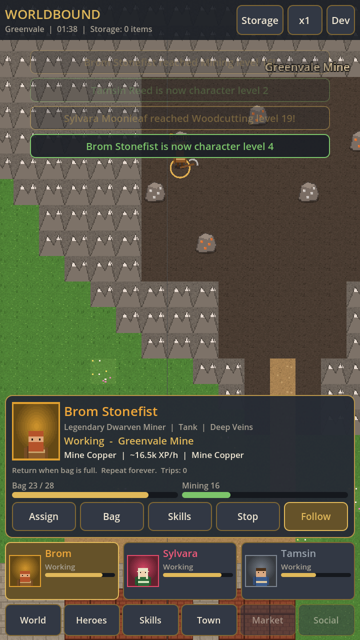 WORLDBOUND
Greenvale | 01:38 | Storage: 0 items
Storage
x1
Dev
Greenvale Mine
is now character level 2
Sylvara Moonleaf reached Woodcutting level 19!
Brom Stonefist is now character level 4
Brom Stonefist
Legendary Dwarven Miner | Tank | Deep Veins
Working - Greenvale Mine
Mine Copper | ~16.5k XP/h | Mine Copper
Return when bag is full. Repeat forever. Trips: 0
Bag 23 / 28
Mining 16
Assign
Bag
Skills
Stop
Follow
Brom
Working
Sylvara
Working
Tamsin
Working
World
Heroes
Skills
Town
Market
Social